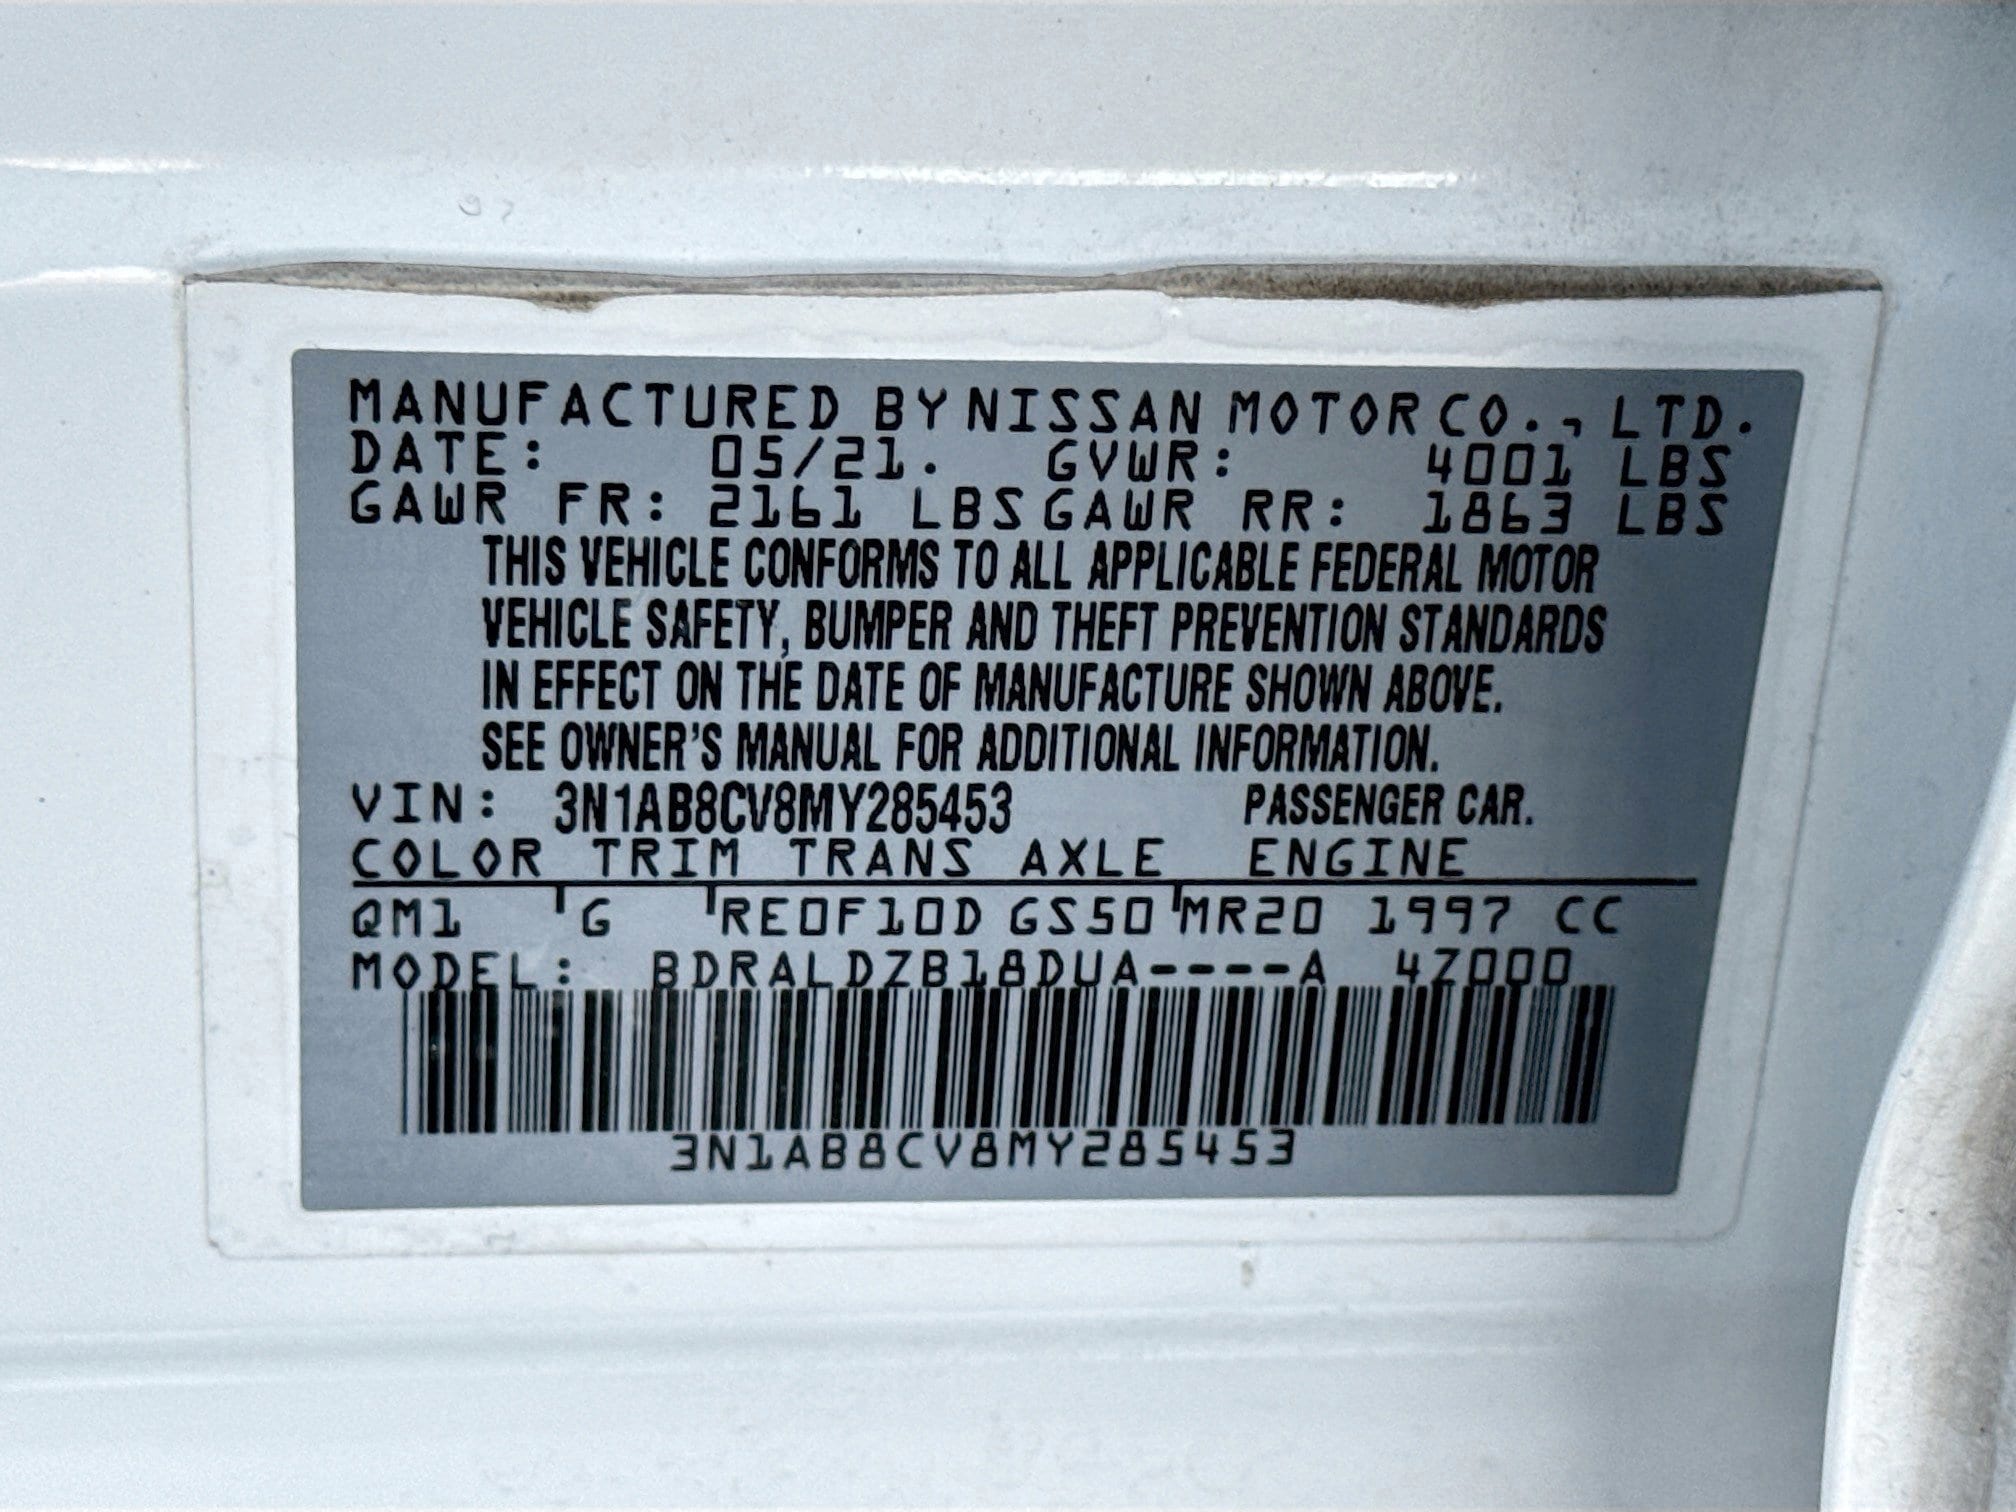 MANUFACTURED BY NISSAN MOTOR CO., LTD.
DATE: 05/21. GVWR: 4001 LBS
GAWR FR: 2161 LBS GAWR RR: 1863 LBS
THIS VEHICLE CONFORMS TO ALL APPLICABLE FEDERAL MOTOR
VEHICLE SAFETY, BUMPER AND THEFT PREVENTION STANDARDS
IN EFFECT ON THE DATE OF MANUFACTURE SHOWN ABOVE.
SEE OWNER'S MANUAL FOR ADDITIONAL INFORMATION.
VIN: 3N1AB8CV8MY285453 PASSENGER CAR.
COLOR TRIM TRANS AXLE ENGINE
QM1 G RE0F10D GS50 MR20 1997 CC
MODEL: BDRALDZB18DUA----A 4Z000
3N1AB8CV8MY285453